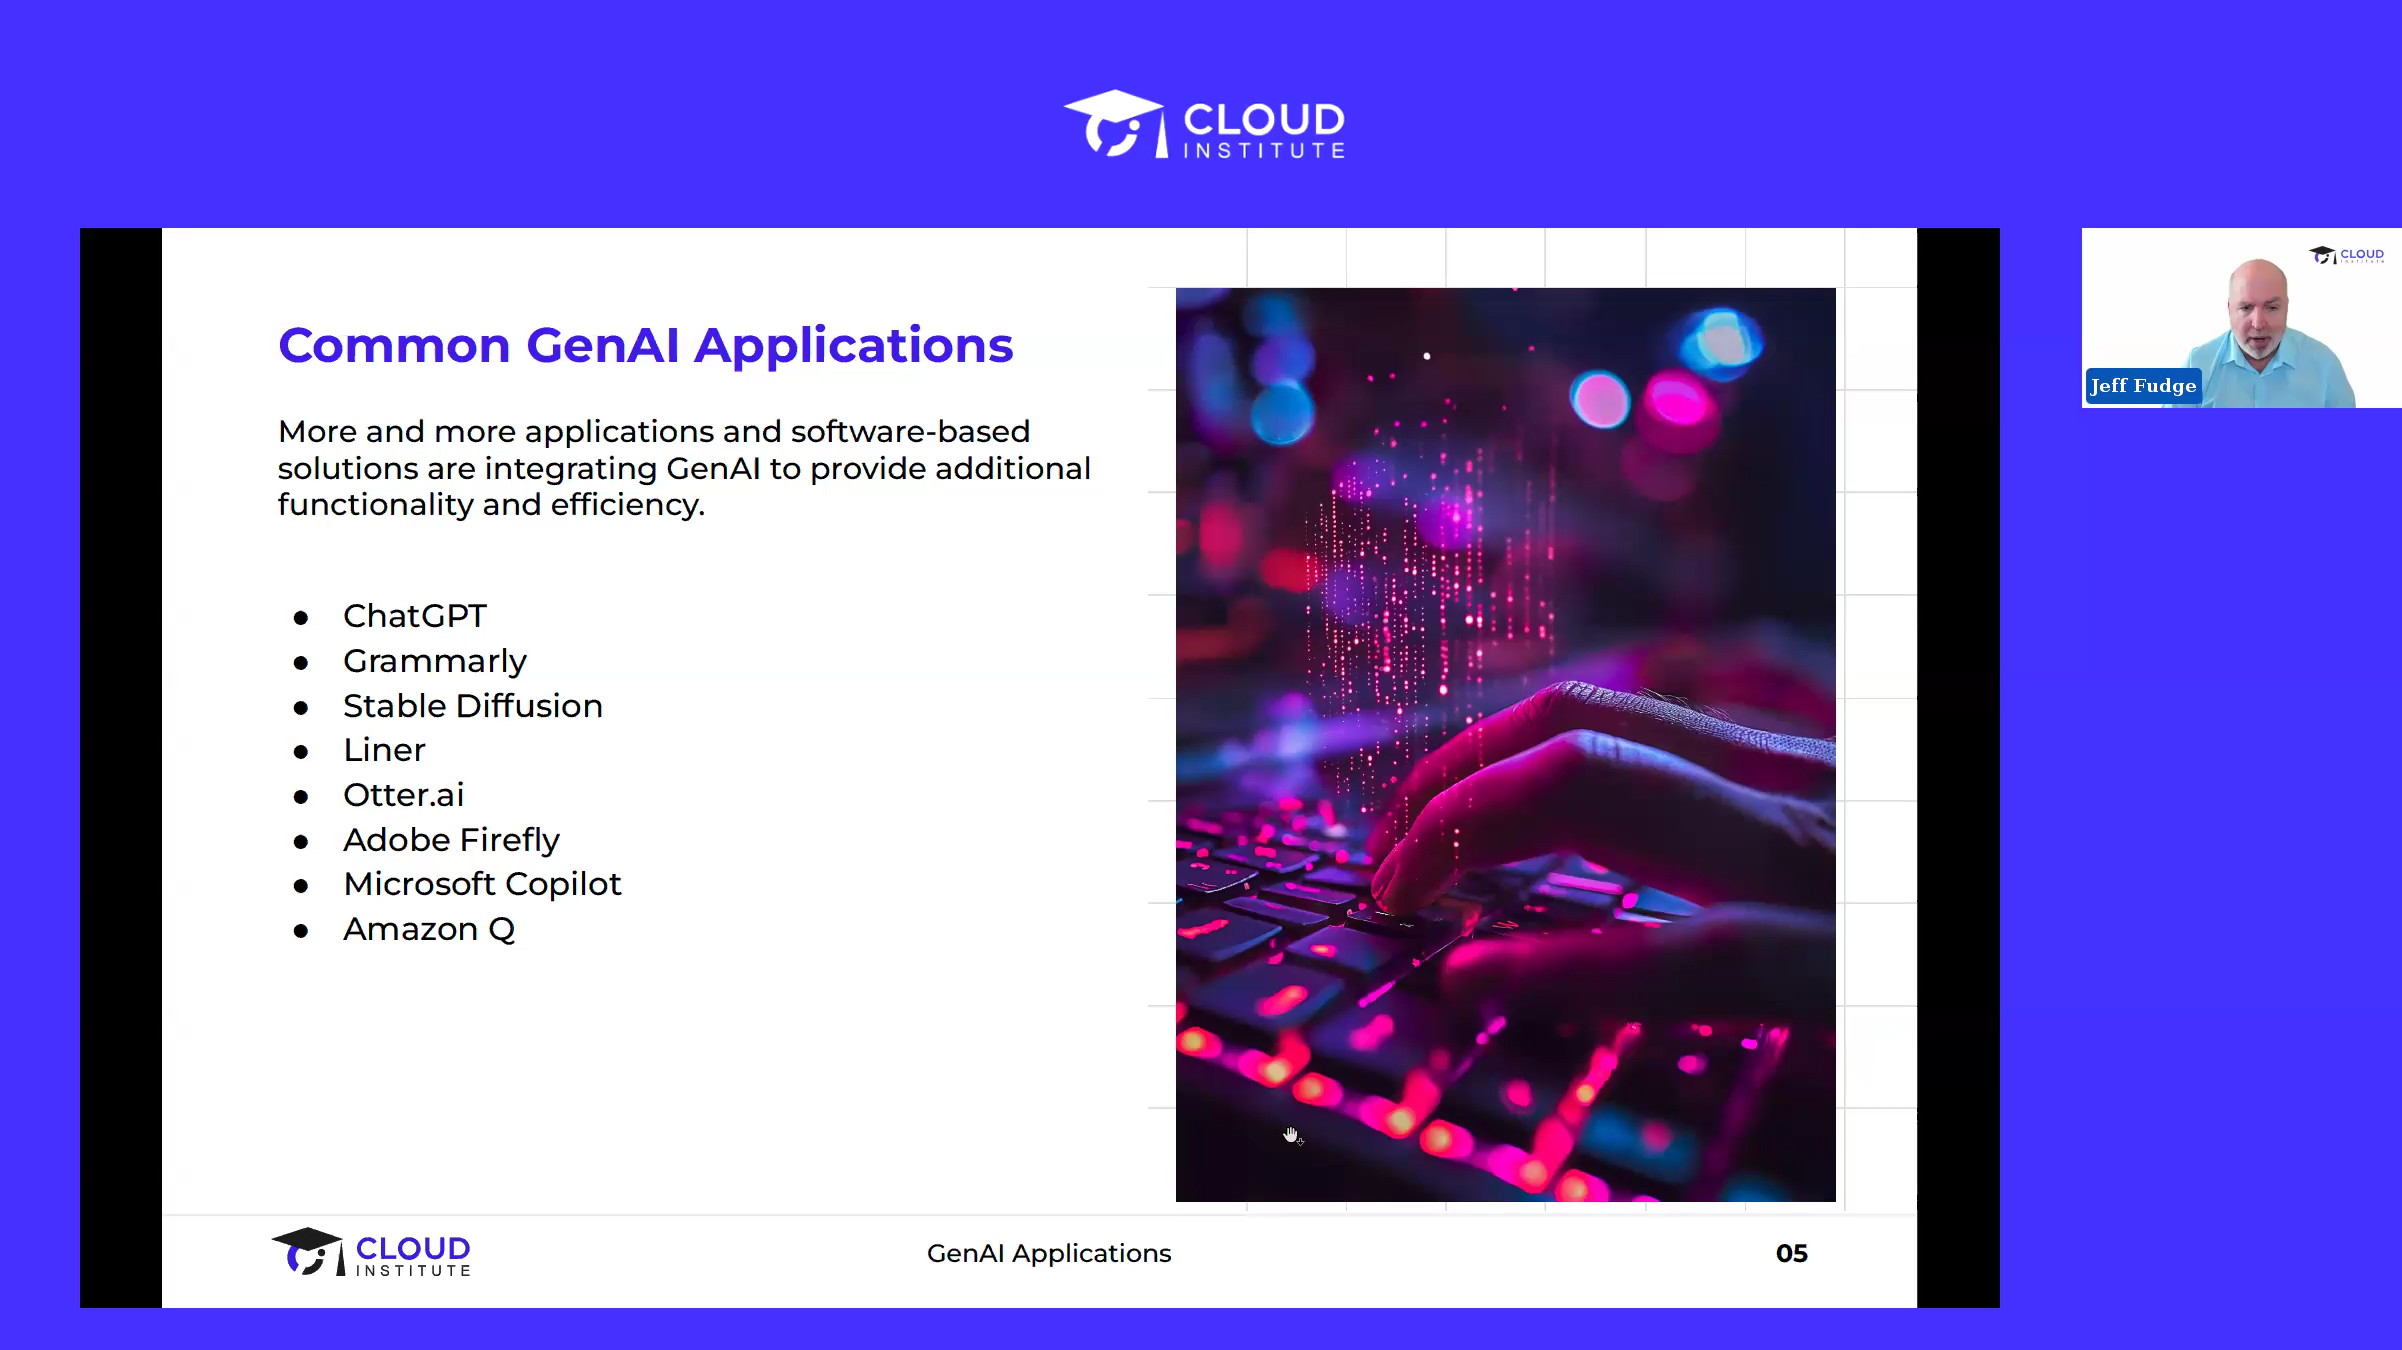 CLOUD
INSTITUTE
Common GenAI Applications
More and more applications and software-based
solutions are integrating GenAI to provide additional
functionality and efficiency.
● ChatGPT
● Grammarly
● Stable Diffusion
● Liner
● Otter.ai
● Adobe Firefly
● Microsoft Copilot
● Amazon Q
CLOUD
INSTITUTE
GenAI Applications
05
CLOUD
Institute
Jeff Fudge